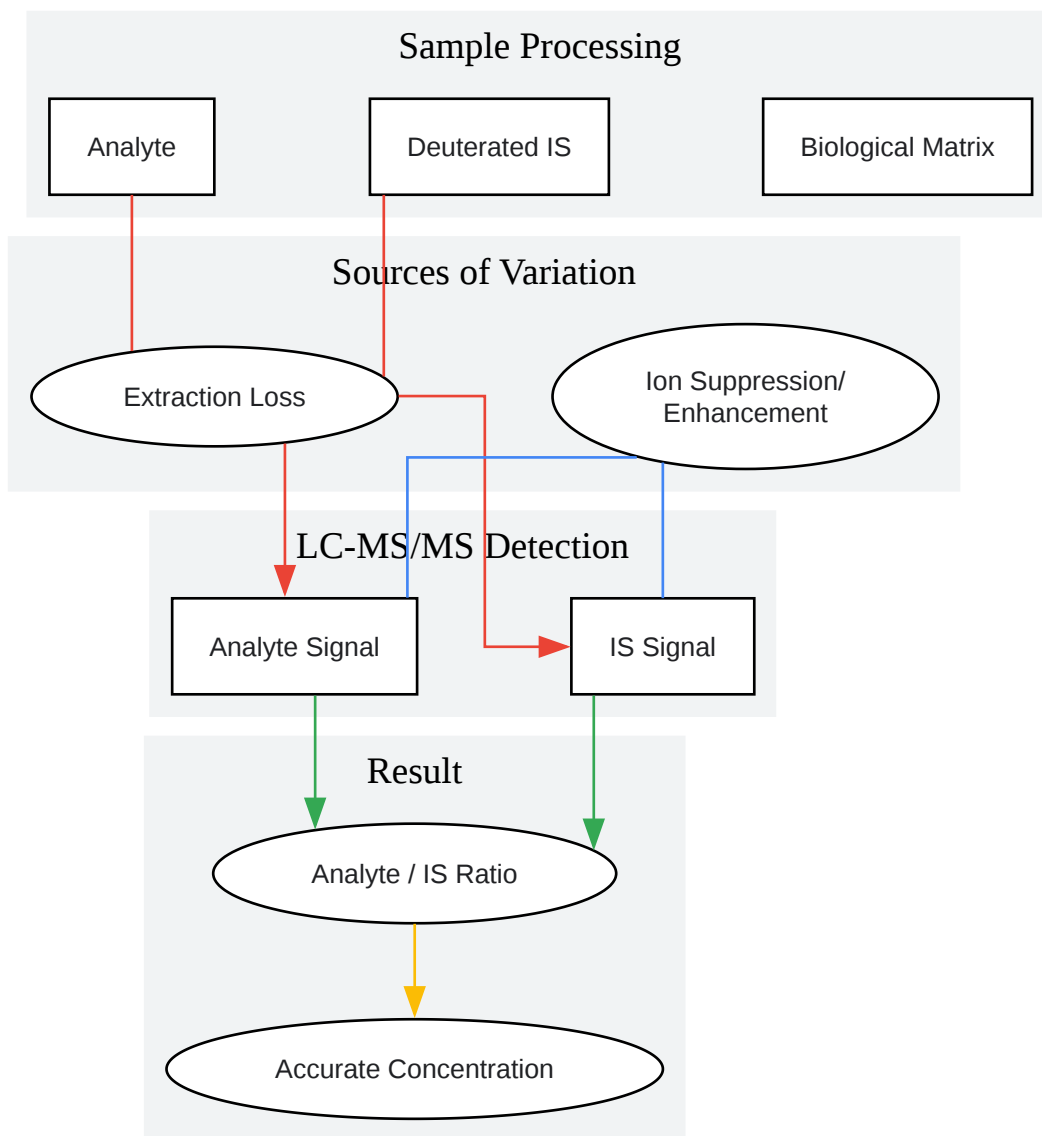 Sample Processing
Analyte
Deuterated IS
Biological Matrix
Sources of Variation
Extraction Loss
Ion Suppression/
Enhancement
LC-MS/MS Detection
Analyte Signal
IS Signal
Result
Analyte / IS Ratio
Accurate Concentration